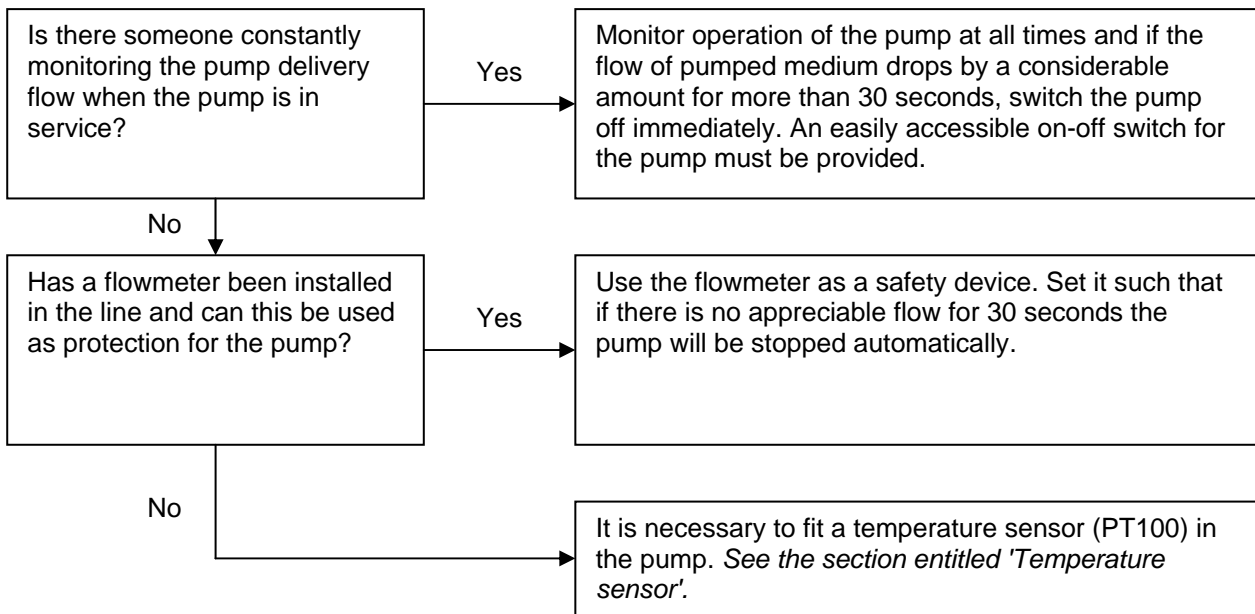 Is there someone constantly
monitoring the pump delivery
flow when the pump is in
service?
Yes
Monitor operation of the pump at all times and if the
flow of pumped medium drops by a considerable
amount for more than 30 seconds, switch the pump
off immediately. An easily accessible on-off switch for
the pump must be provided.
No
Has a flowmeter been installed
in the line and can this be used
as protection for the pump?
Yes
Use the flowmeter as a safety device. Set it such that
if there is no appreciable flow for 30 seconds the
pump will be stopped automatically.
No
It is necessary to fit a temperature sensor (PT100) in
the pump. See the section entitled 'Temperature
sensor'.